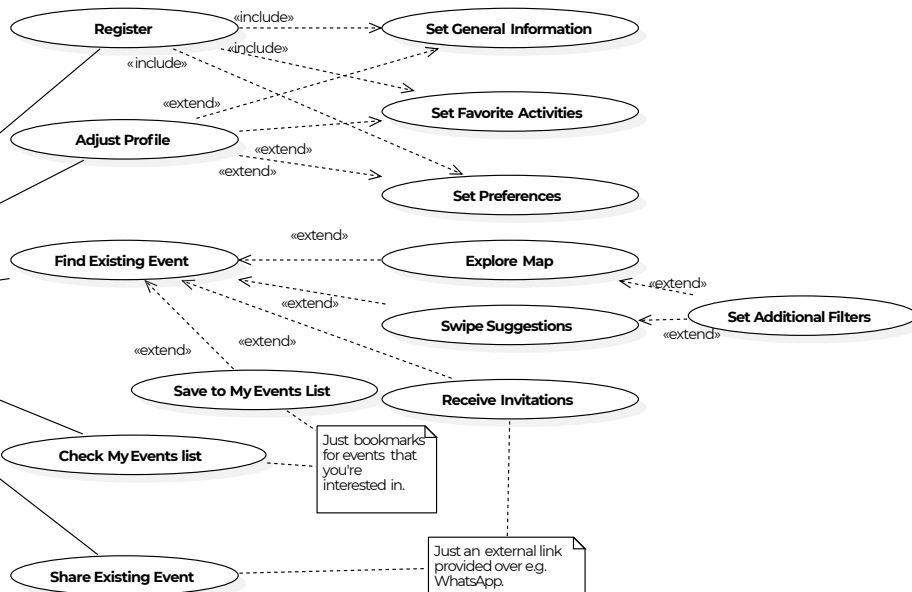 «include»
Register
Set General Information
«include»
«include»
«extend»
Set Favorite Activities
Adjust Profile
«extend»
«extend»
Set Preferences
«extend»
Find Existing Event
Explore Map
«extend»
«extend»
Set Additional Filters
Swipe Suggestions
«extend»
«extend»
«extend»
Save to My Events List
Receive Invitations
Just bookmarks
for events that
you're
interested in.
Check My Events list
Just an external link
provided over e.g.
WhatsApp.
Share Existing Event